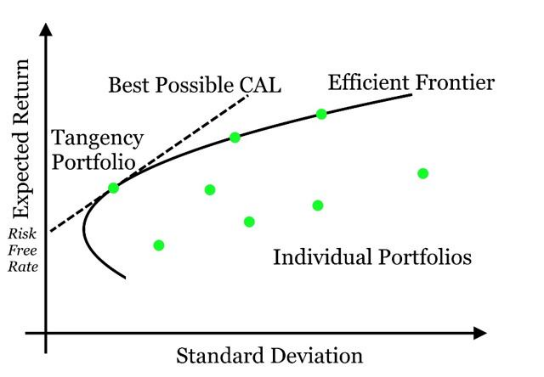 Expected Return
Best Possible CAL
Efficient Frontier
Tangency
Portfolio
Risk
Free
Rate
Individual Portfolios
Standard Deviation